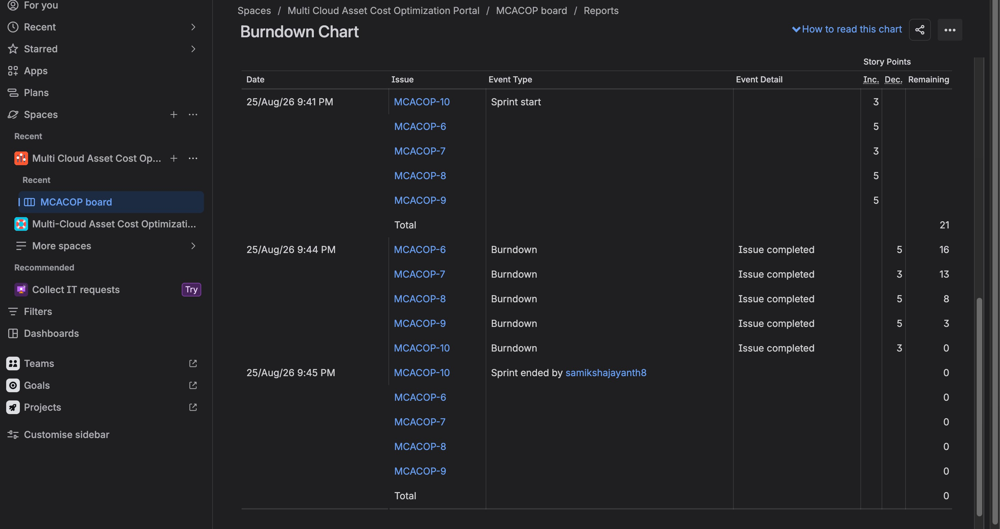 For you
Recent
Starred
Apps
Plans
Spaces
Recent
Multi Cloud Asset Cost Op...
Recent
MCACOP board
Multi-Cloud Asset Cost Optimizati...
More spaces
Recommended
Collect IT requests Try
Filters
Dashboards
Teams
Goals
Projects
Customise sidebar
Spaces / Multi Cloud Asset Cost Optimization Portal / MCACOP board / Reports
Burndown Chart
How to read this chart
Story Points
Date Issue Event Type Event Detail Inc. Dec. Remaining
25/Aug/26 9:41 PM MCACOP-10 Sprint start 3
MCACOP-6 5
MCACOP-7 3
MCACOP-8 5
MCACOP-9 5
Total 21
25/Aug/26 9:44 PM MCACOP-6 Burndown Issue completed 5 16
MCACOP-7 Burndown Issue completed 3 13
MCACOP-8 Burndown Issue completed 5 8
MCACOP-9 Burndown Issue completed 5 3
MCACOP-10 Burndown Issue completed 3 0
25/Aug/26 9:45 PM MCACOP-10 Sprint ended by samikshajayanth8 0
MCACOP-6 0
MCACOP-7 0
MCACOP-8 0
MCACOP-9 0
Total 0